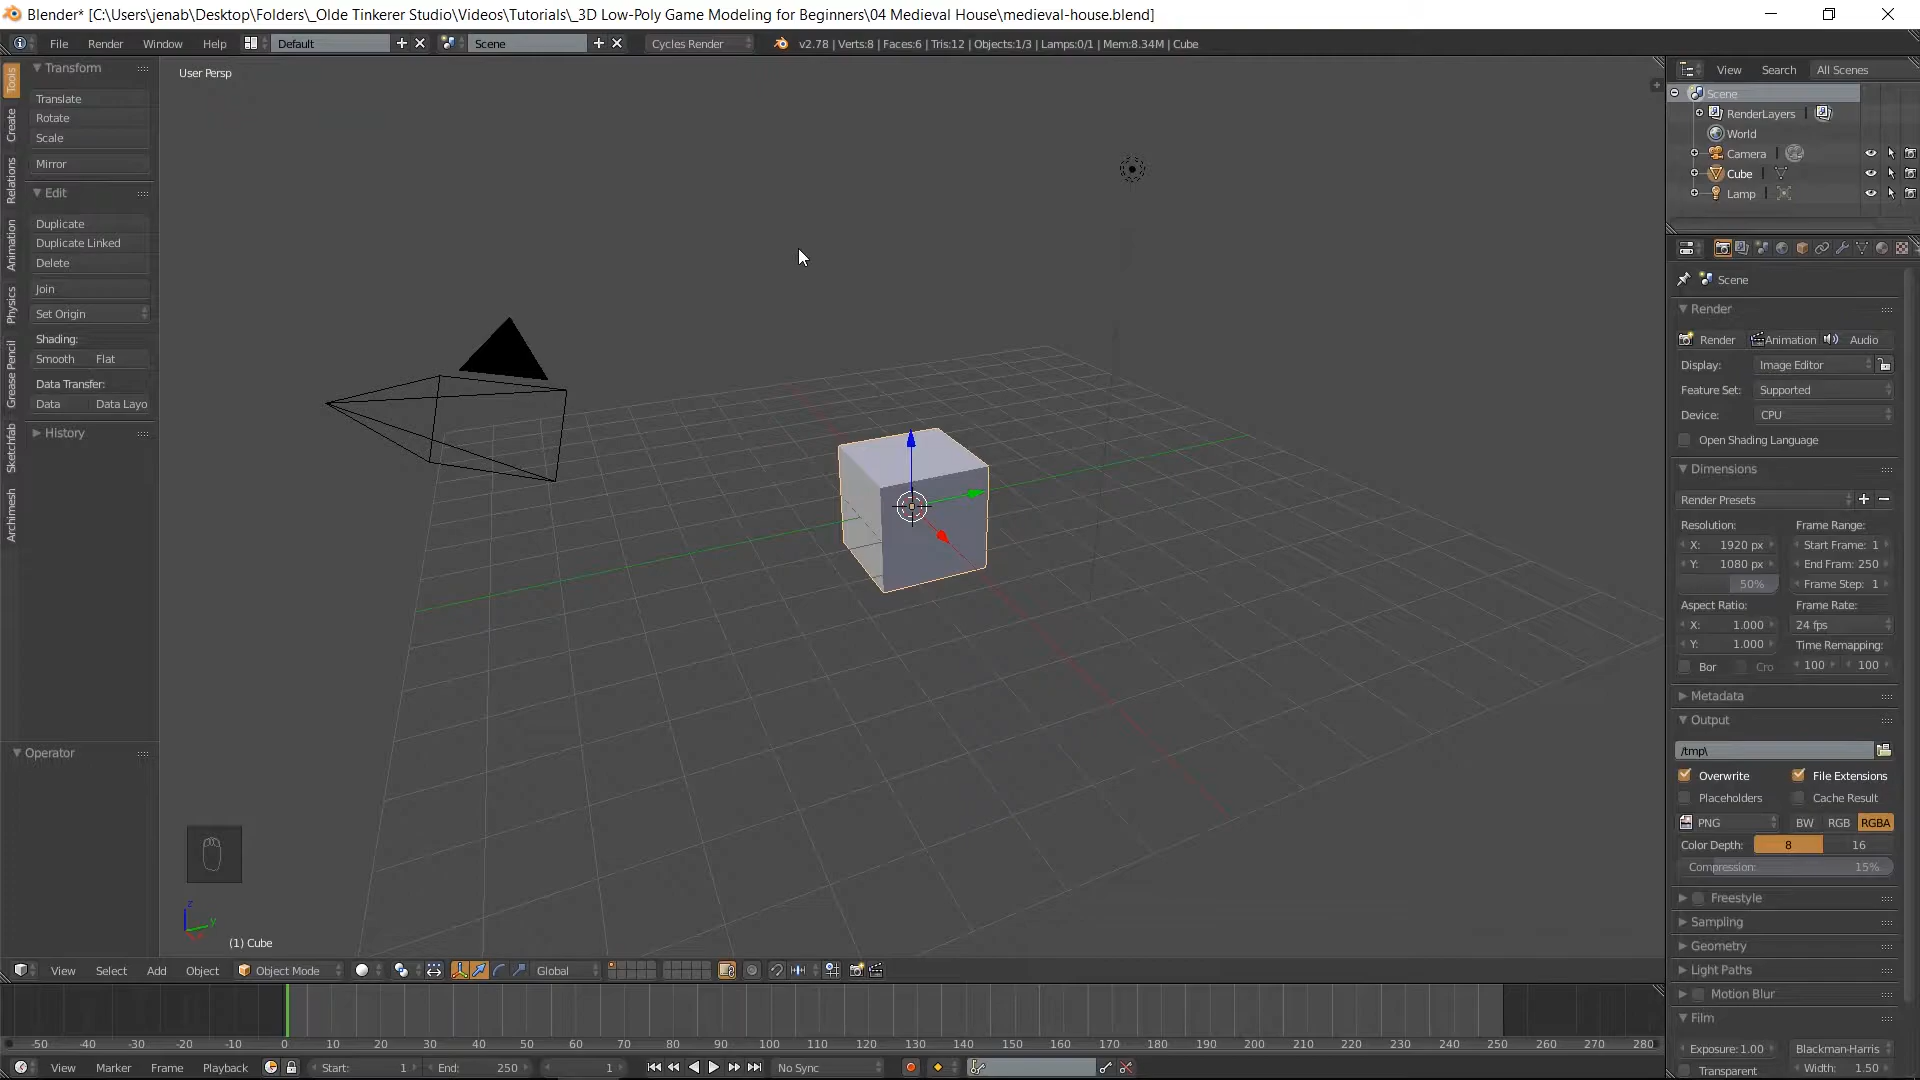 Blender* [C:\Users\jenab\Desktop\Folders\_Olde Tinkerer Studio\Videos\Tutorials\_3D Low-Poly Game Modeling for Beginners\04 Medieval House\medieval-house.blend]
File Render Window Help Default Scene Cycles Render v2.78 | Verts:8 | Faces:6 | Tris:12 | Objects:1/3 | Lamps:0/1 | Mem:8.34M | Cube
Tools
Create
Relations
Animation
Physics
Grease Pencil
Sketchfab
Archimesh
Transform
Translate
Rotate
Scale
Mirror
Edit
Duplicate
Duplicate Linked
Delete
Join
Set Origin
Shading:
Smooth Flat
Data Transfer:
Data Data Layo
History
Operator
User Persp
z
y
(1) Cube
View Select Add Object Object Mode Global
-50 -40 -30 -20 -10 0 10 20 30 40 50 60 70 80 90 100 110 120 130 140 150 160 170 180 190 200 210 220 230 240 250 260 270 280
View Marker Frame Playback Start: 1 End: 250 1 No Sync
View Search All Scenes
Scene
RenderLayers
World
Camera
Cube
Lamp
Scene
Render
Render Animation Audio
Display: Image Editor
Feature Set: Supported
Device: CPU
Open Shading Language
Dimensions
Render Presets
Resolution: Frame Range:
X: 1920 px Start Frame: 1
Y: 1080 px End Fram: 250
50% Frame Step: 1
Aspect Ratio: Frame Rate:
X: 1.000 24 fps
Y: 1.000 Time Remapping:
Bor Cro 100 100
Metadata
Output
/tmp\
Overwrite File Extensions
Placeholders Cache Result
PNG BW RGB RGBA
Color Depth: 8 16
Compression: 15%
Freestyle
Sampling
Geometry
Light Paths
Motion Blur
Film
Exposure: 1.00 Blackman-Harris
Transparent Width: 1.50